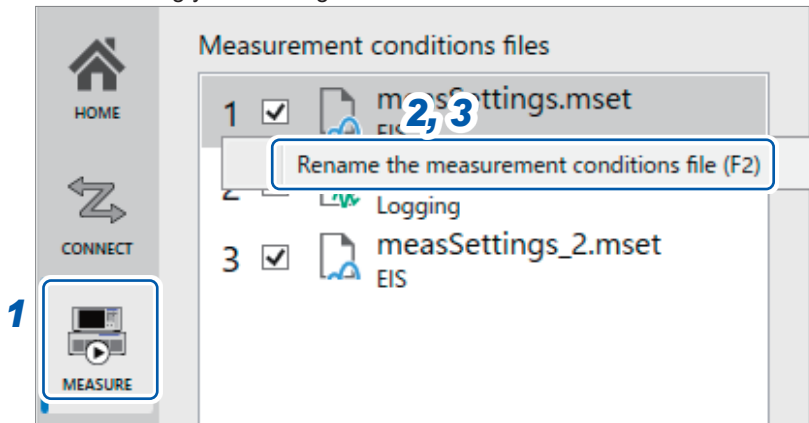 Measurement conditions files
HOME
1 measSettings.mset
2, 3
EIS
Rename the measurement conditions file (F2)
2
Logging
CONNECT
3 measSettings_2.mset
EIS
1
MEASURE